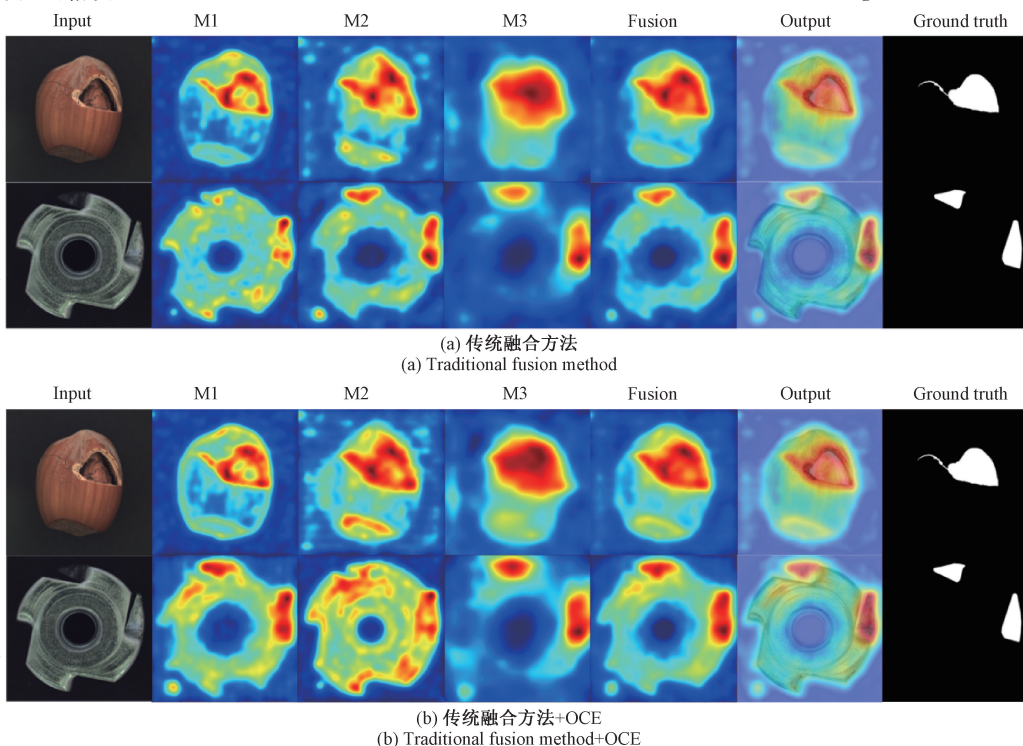 Input M1 M2 M3 Fusion Output Ground truth
(a) 传统融合方法
(a) Traditional fusion method
Input M1 M2 M3 Fusion Output Ground truth
(b) 传统融合方法+OCE
(b) Traditional fusion method+OCE